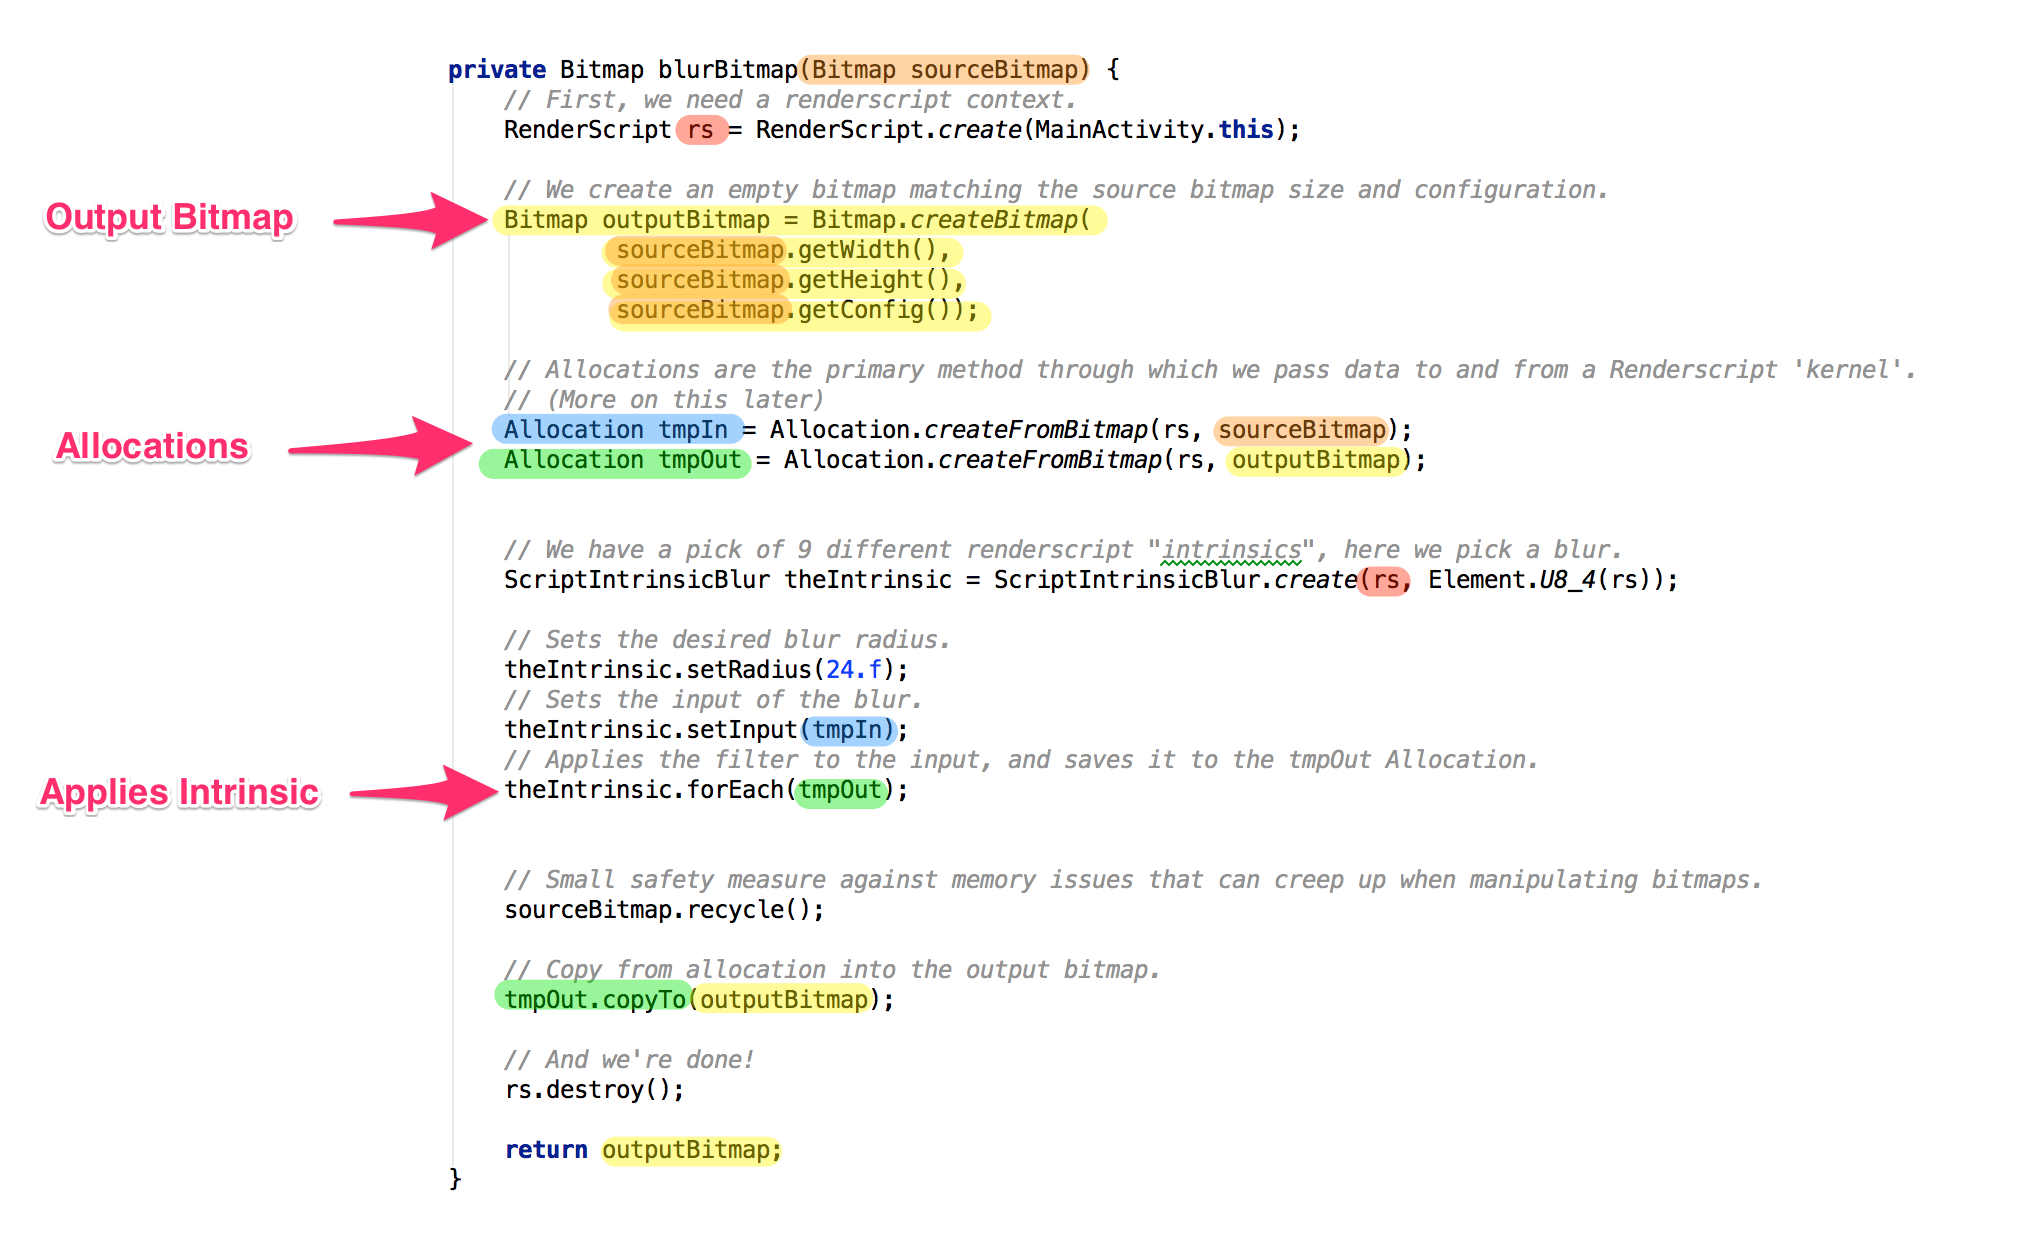 private Bitmap blurBitmap(Bitmap sourceBitmap) {
// First, we need a renderscript context.
RenderScript rs = RenderScript.create(MainActivity.this);
// We create an empty bitmap matching the source bitmap size and configuration.
Output Bitmap
Bitmap outputBitmap = Bitmap.createBitmap(
sourceBitmap.getWidth(),
sourceBitmap.getHeight(),
sourceBitmap.getConfig());
// Allocations are the primary method through which we pass data to and from a Renderscript 'kernel'.
// (More on this later)
Allocations
Allocation tmpIn = Allocation.createFromBitmap(rs, sourceBitmap);
Allocation tmpOut = Allocation.createFromBitmap(rs, outputBitmap);
// We have a pick of 9 different renderscript "intrinsics", here we pick a blur.
ScriptIntrinsicBlur theIntrinsic = ScriptIntrinsicBlur.create(rs, Element.U8_4(rs));
// Sets the desired blur radius.
theIntrinsic.setRadius(24.f);
// Sets the input of the blur.
theIntrinsic.setInput(tmpIn);
// Applies the filter to the input, and saves it to the tmpOut Allocation.
Applies Intrinsic
theIntrinsic.forEach(tmpOut);
// Small safety measure against memory issues that can creep up when manipulating bitmaps.
sourceBitmap.recycle();
// Copy from allocation into the output bitmap.
tmpOut.copyTo(outputBitmap);
// And we're done!
rs.destroy();
return outputBitmap;
}